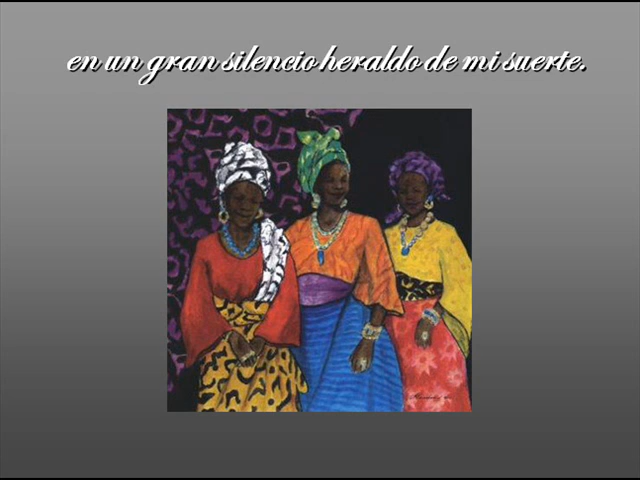 en un gran silencio heraldo de mi suerte.